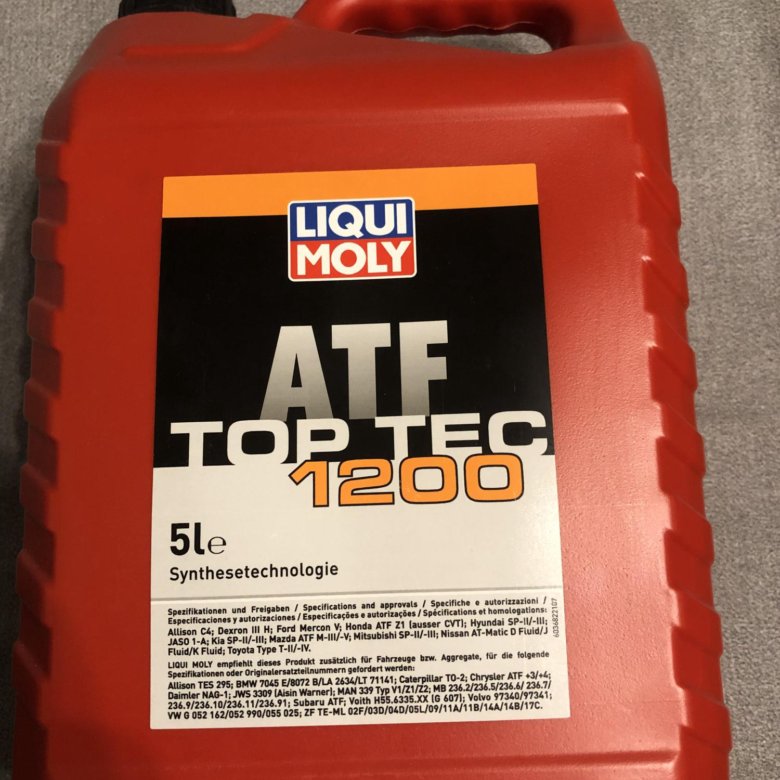 LIQUI
MOLY
ATF
TOP TEC
1200
5l℮
Synthesetechnologie
Spezifikationen und Freigaben / Specifications and approvals / Specifiche e autorizzazioni /
Especificaciones y autorizaciones / Especificações e autorizações / Spécifications et homologations:
Allison C4; Dexron III H; Ford Mercon V; Honda ATF Z1 (ausser CVT); Hyundai SP-II/-III;
JASO 1-A; Kia SP-II/-III; Mazda ATF M-III/-V; Mitsubishi SP-II/-III; Nissan AT-Matic D Fluid/J
Fluid/K Fluid; Toyota Type T-II/-IV.
LIQUI MOLY empfiehlt dieses Produkt zusätzlich für Fahrzeuge bzw. Aggregate, für die folgende
Spezifikationen oder Originalersatzteilnummern gefordert werden:
Allison TES 295; BMW 7045 E/8072 B/LA 2634/LT 71141; Caterpillar TO-2; Chrysler ATF +3/+4;
Daimler NAG-1; JWS 3309 (Aisin Warner); MAN 339 Typ V1/Z1/Z2; MB 236.2/236.5/236.6/ 236.7/
236.9/236.10/236.11/236.91; Subaru ATF; Voith H55.6335.XX (G 607); Volvo 97340/97341;
VW G 052 162/052 990/055 025; ZF TE-ML 02F/03D/04D/05L/09/11A/11B/14A/14B/17C.
6036822107